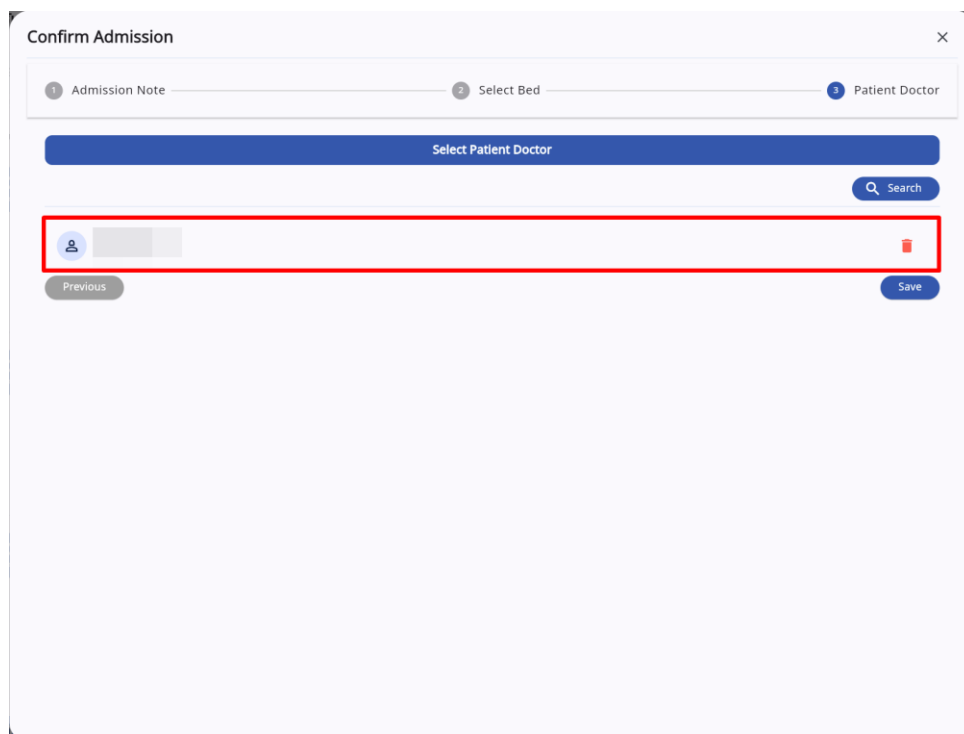 Confirm Admission
1 Admission Note 2 Select Bed 3 Patient Doctor
Select Patient Doctor
Search
Previous Save